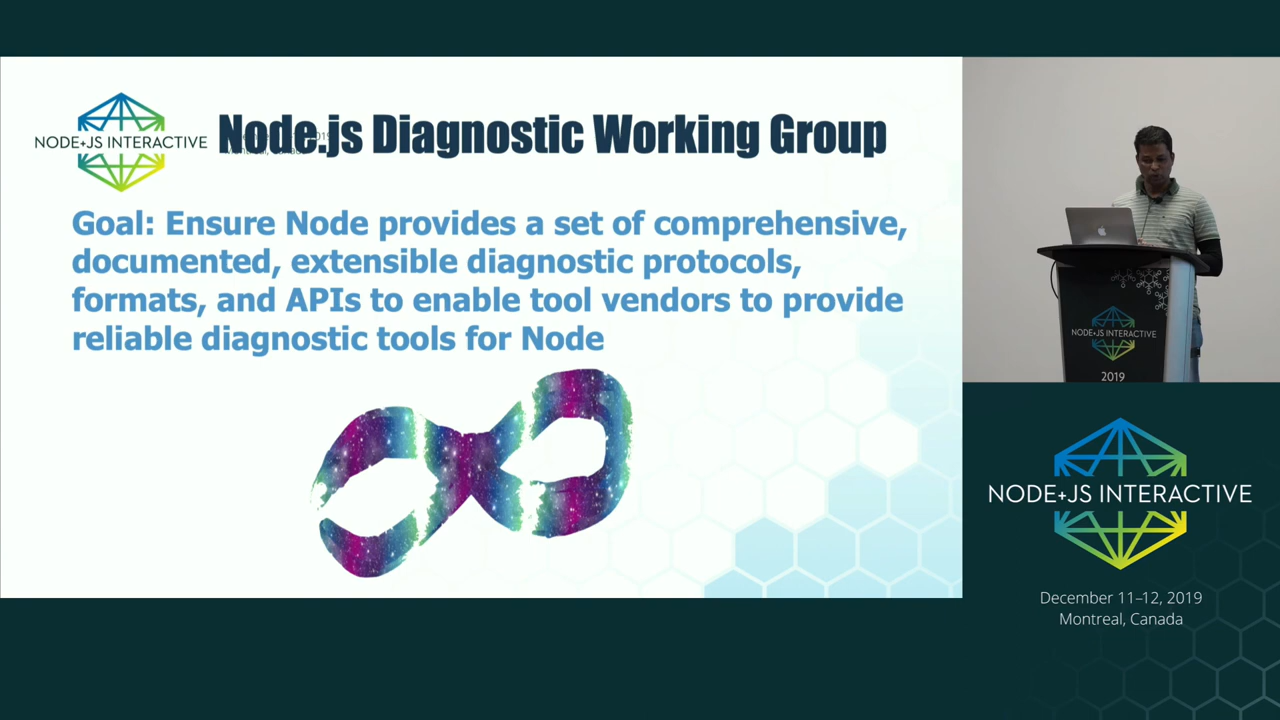 NODE+JS INTERACTIVE
Node.js Diagnostic Working Group
Goal: Ensure Node provides a set of comprehensive,
documented, extensible diagnostic protocols,
formats, and APIs to enable tool vendors to provide
reliable diagnostic tools for Node
NODE+JS INTERACTIVE
2019
NODE+JS INTERACTIVE
December 11–12, 2019
Montreal, Canada